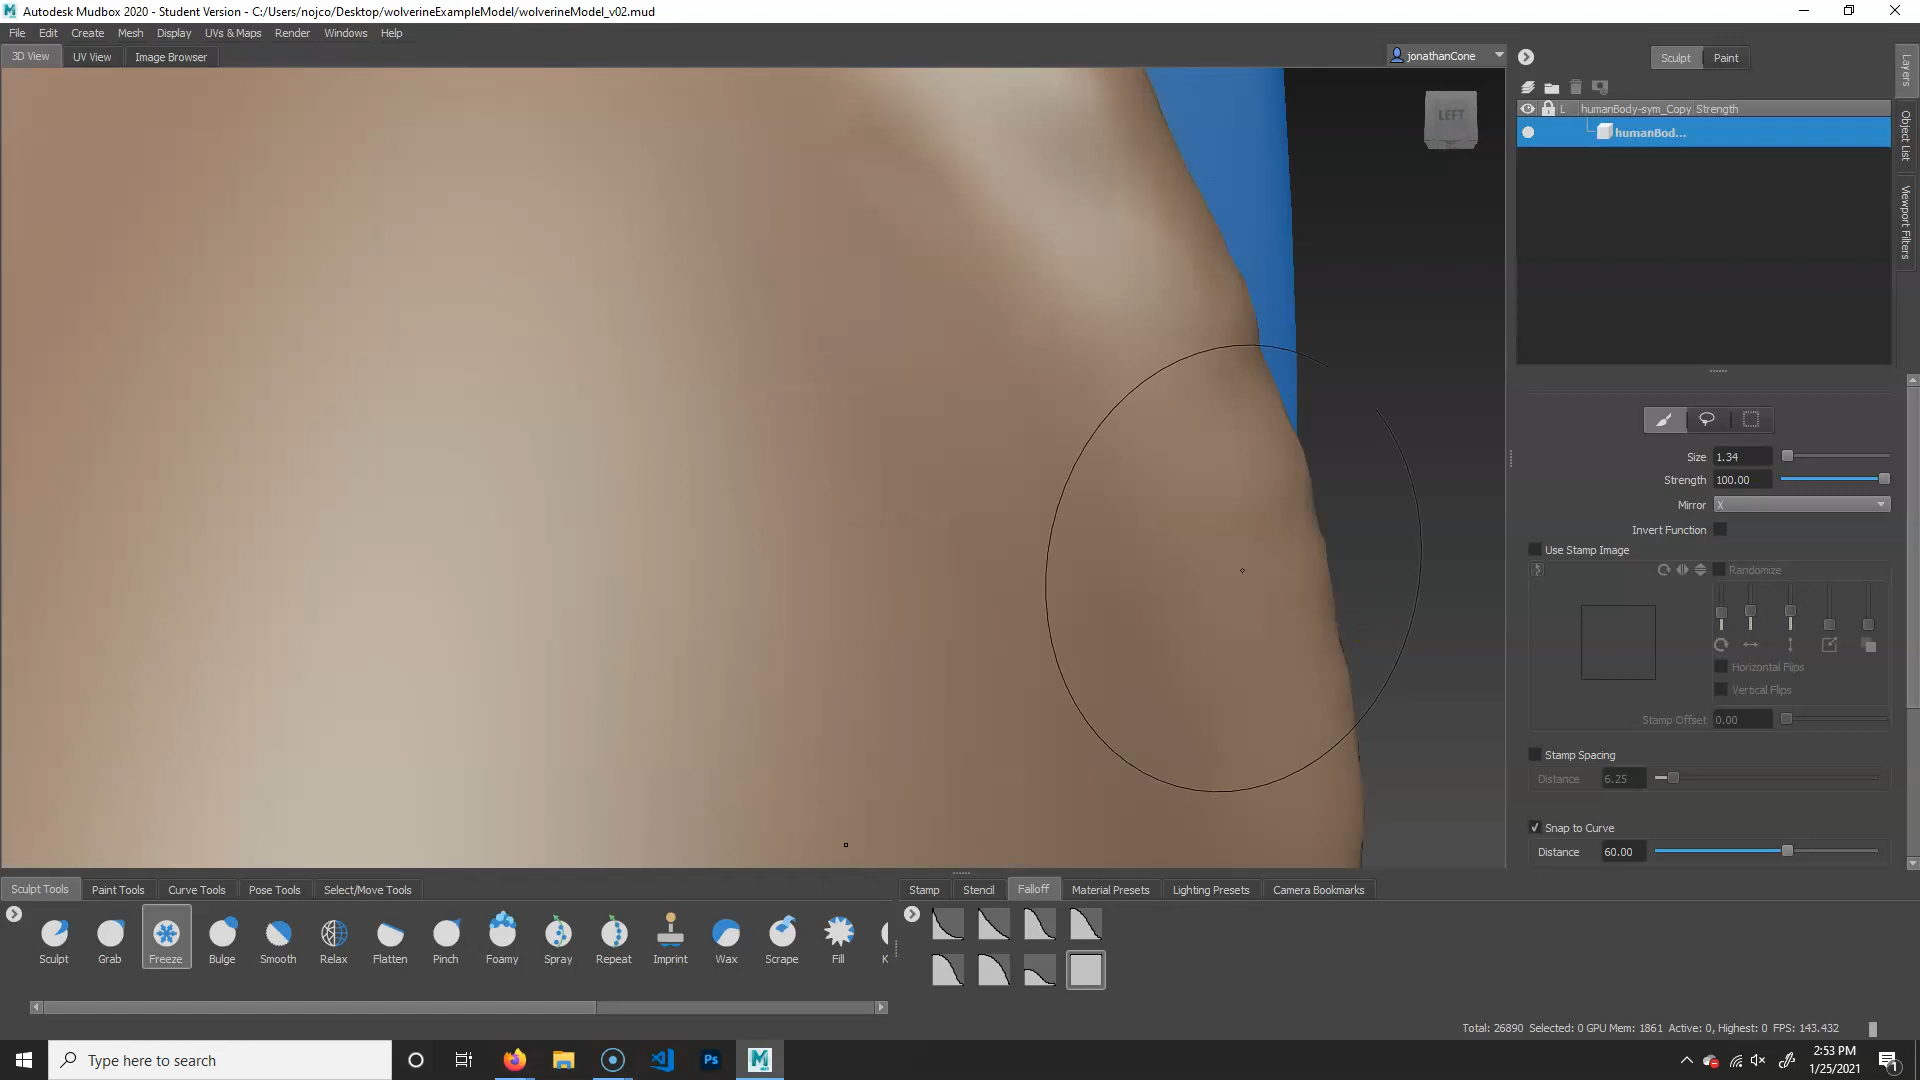 Autodesk Mudbox 2020 - Student Version - C:/Users/nojco/Desktop/wolverineExampleModel/wolverineModel_v02.mud
File Edit Create Mesh Display UVs & Maps Render Windows Help
3D View UV View Image Browser
jonathanCone
Sculpt Paint
Layers
Object List
Viewport Filters
LEFT
L humanBody-sym_Copy Strength
humanBod...
Size 1.34
Strength 100.00
Mirror X
Invert Function
Use Stamp Image
Randomize
Horizontal Flips
Vertical Flips
Stamp Offset 0.00
Stamp Spacing
Distance 6.25
Snap to Curve
Distance 60.00
Sculpt Tools Paint Tools Curve Tools Pose Tools Select/Move Tools
Stamp Stencil Falloff Material Presets Lighting Presets Camera Bookmarks
Sculpt Grab Freeze Bulge Smooth Relax Flatten Pinch Foamy Spray Repeat Imprint Wax Scrape Fill K
Total: 26890 Selected: 0 GPU Mem: 1861 Active: 0, Highest: 0 FPS: 143.432
Type here to search
Ps
2:53 PM
1/25/2021
1